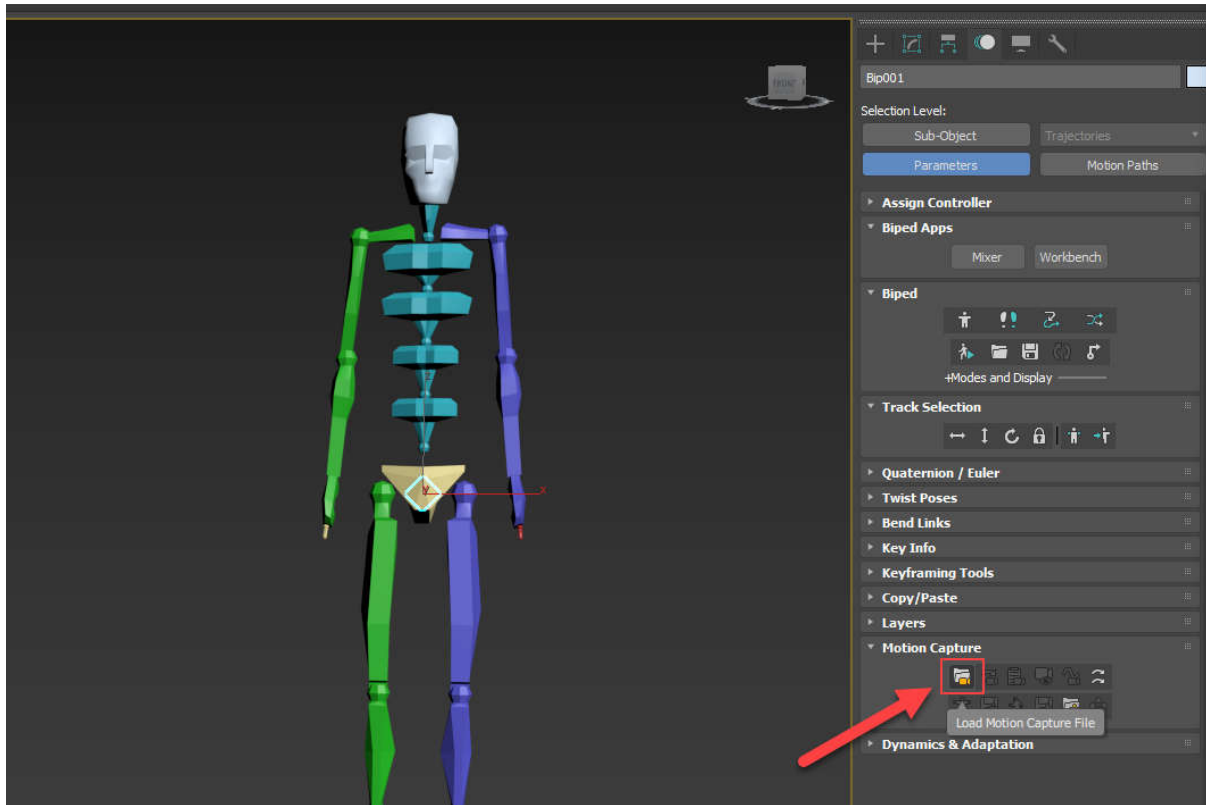 FRONT
Bip001
Selection Level:
Sub-Object Trajectories
Parameters Motion Paths
Assign Controller
Biped Apps
Mixer Workbench
Biped
+Modes and Display
Track Selection
Quaternion / Euler
Twist Poses
Bend Links
Key Info
Keyframing Tools
Copy/Paste
Layers
Motion Capture
Load Motion Capture File
Dynamics & Adaptation
x